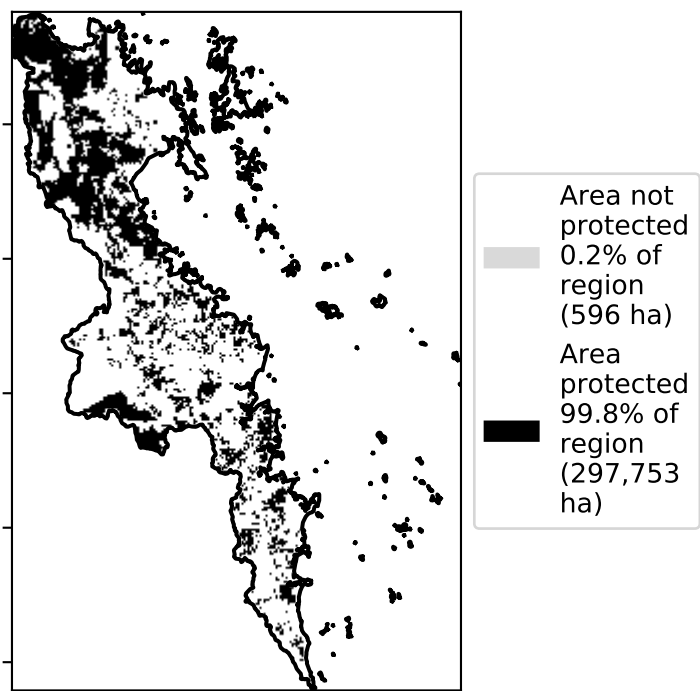 Area not
protected
0.2% of
region
(596 ha)
Area
protected
99.8% of
region
(297,753
ha)